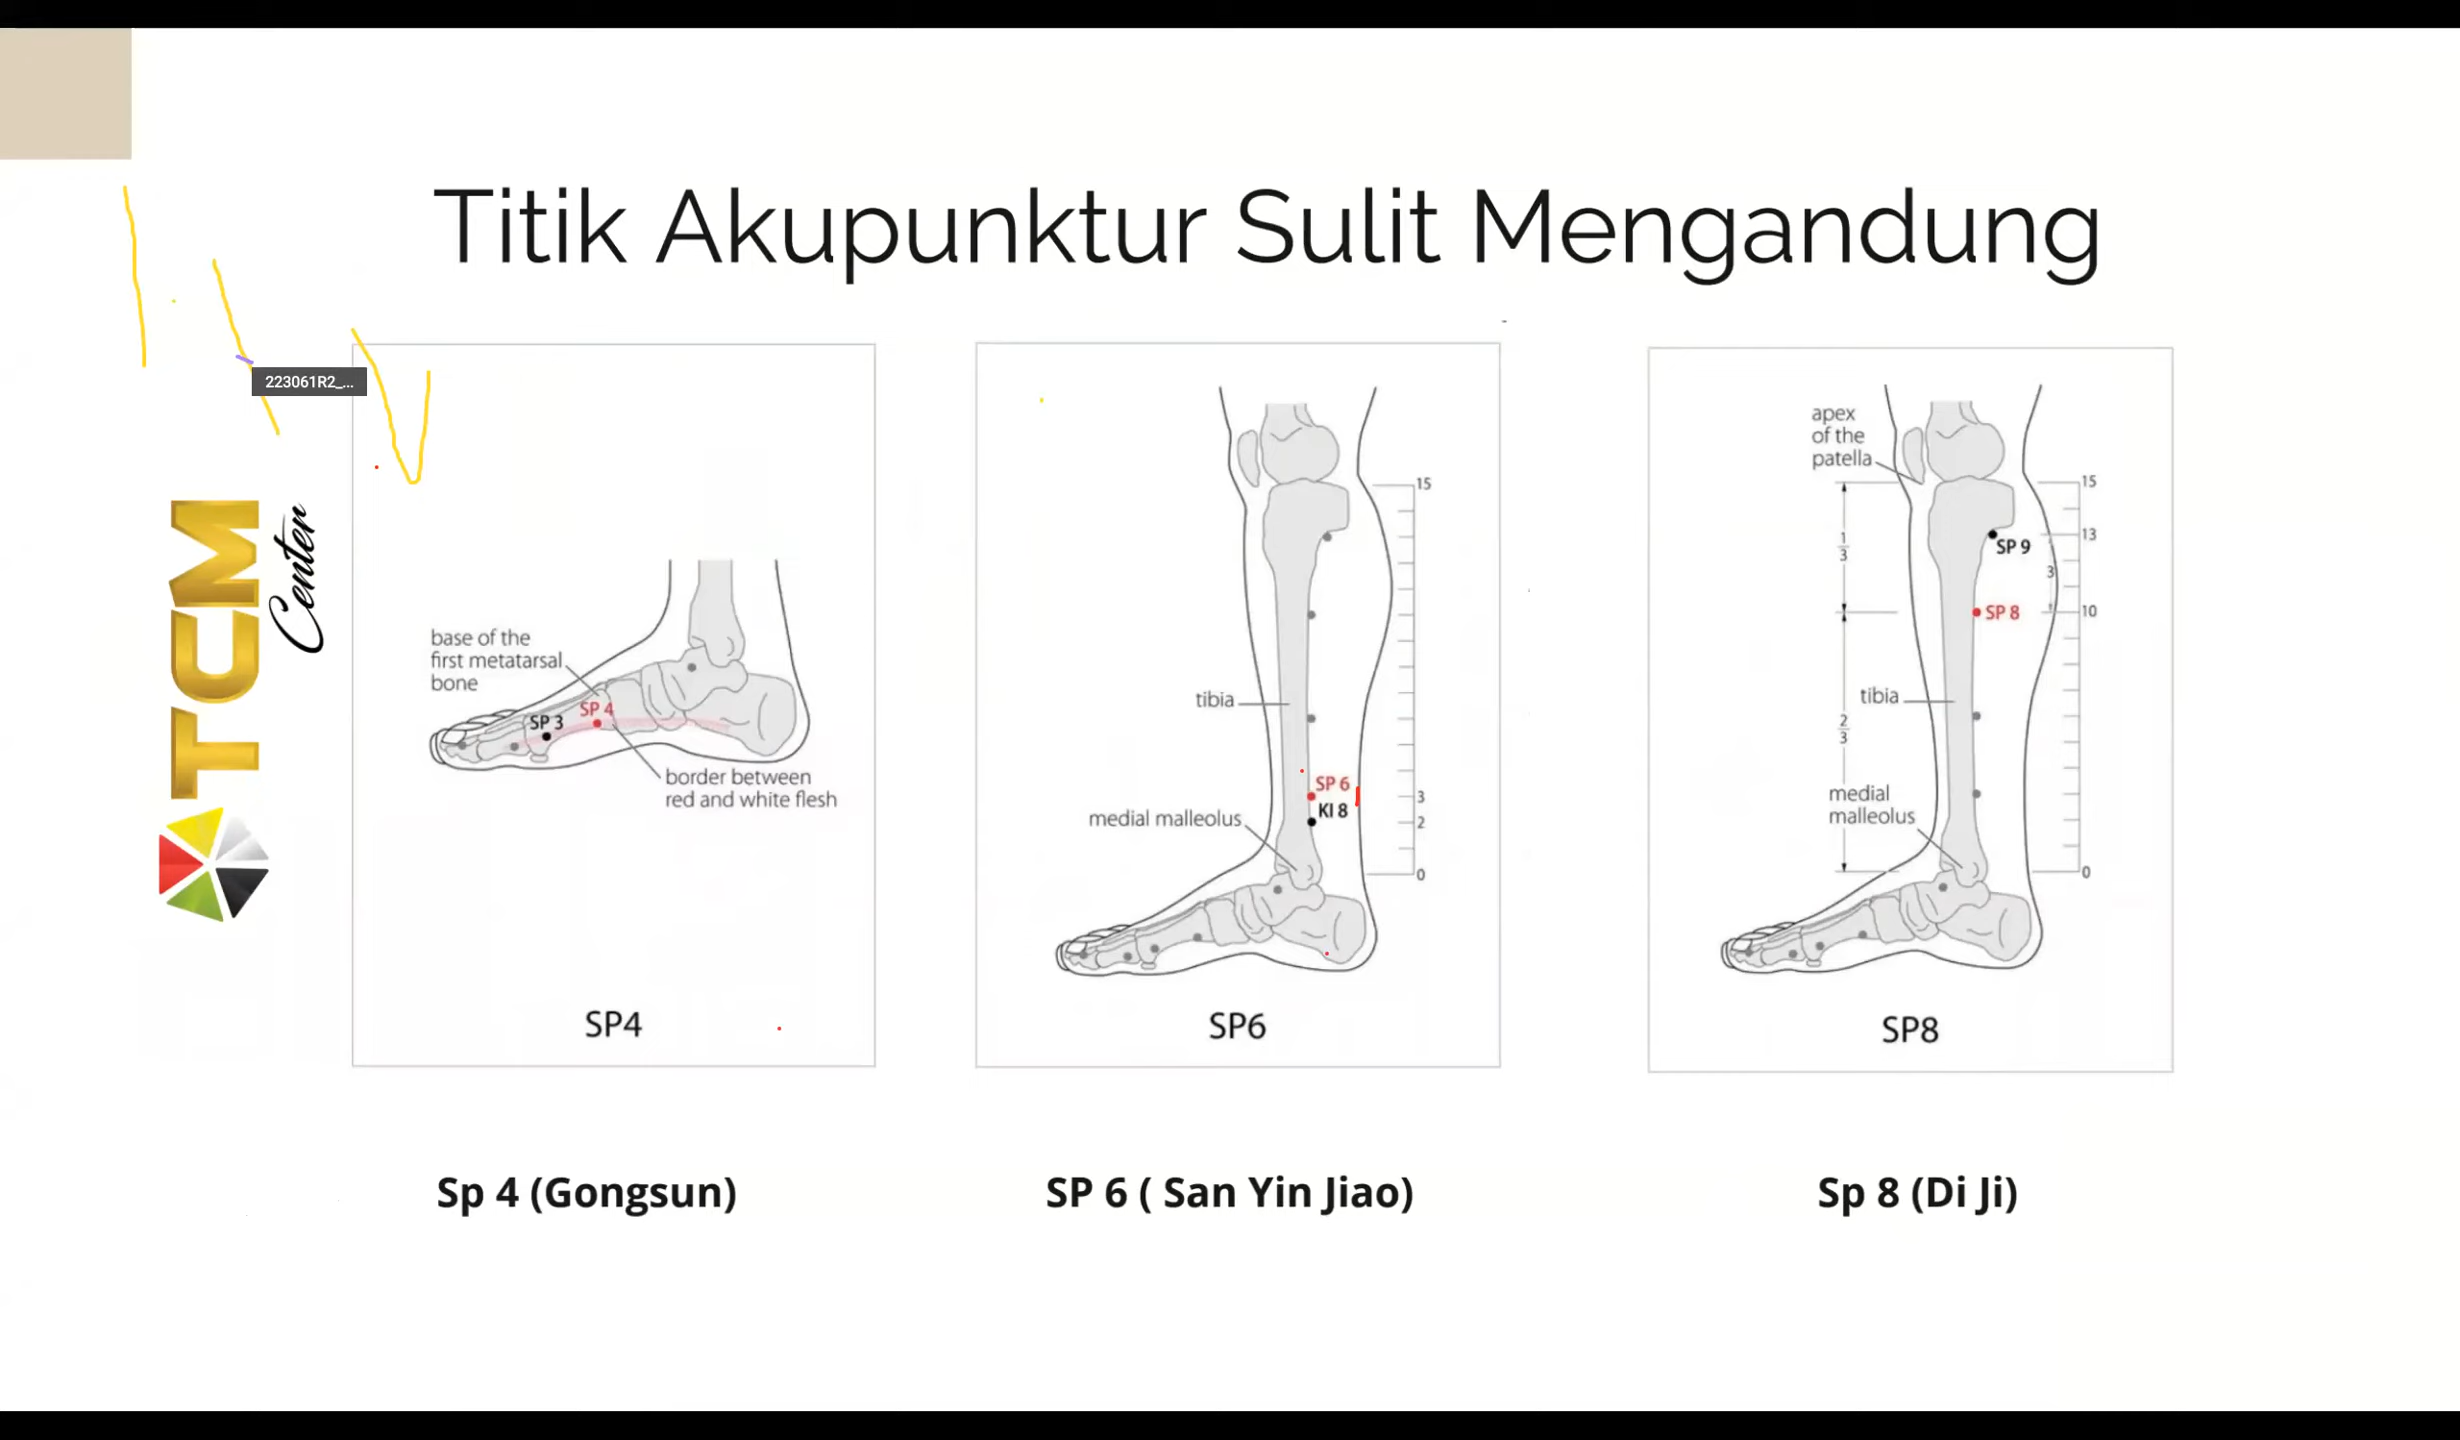 Titik Akupunktur Sulit Mengandung
223061R2_...
TCM
Center
base of the
first metatarsal
bone
SP 3
SP 4
border between
red and white flesh
SP4
15
tibia
SP 6
KI 8
3
2
medial malleolus
0
SP6
apex
of the
patella
15
13
SP 9
1
3
3
SP 8
10
tibia
2
3
medial
malleolus
0
SP8
Sp 4 (Gongsun)
SP 6 ( San Yin Jiao)
Sp 8 (Di Ji)